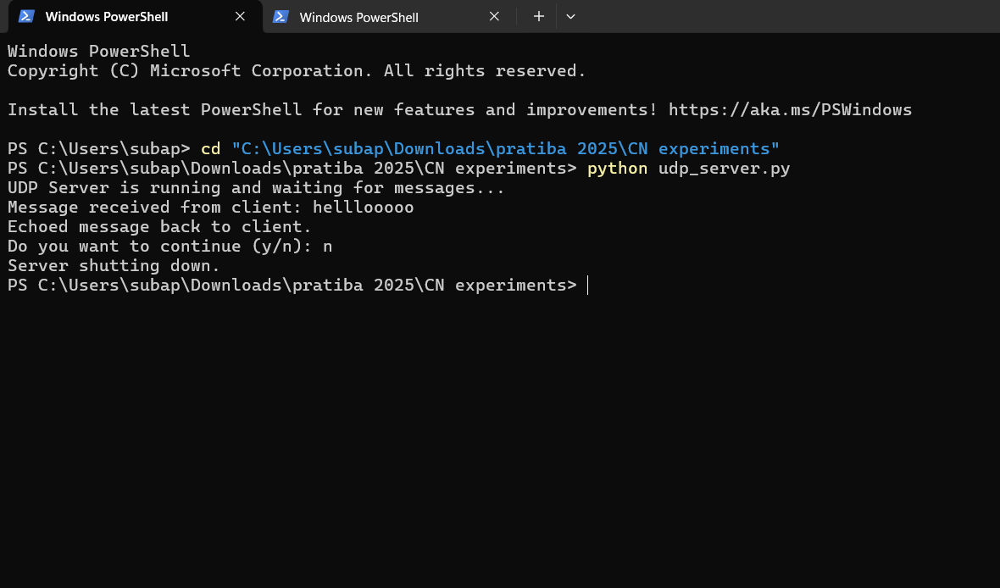 Windows PowerShell
Windows PowerShell
Windows PowerShell
Copyright (C) Microsoft Corporation. All rights reserved.
Install the latest PowerShell for new features and improvements! https://aka.ms/PSWindows
PS C:\Users\subap> cd "C:\Users\subap\Downloads\pratiba 2025\CN experiments"
PS C:\Users\subap\Downloads\pratiba 2025\CN experiments> python udp_server.py
UDP Server is running and waiting for messages...
Message received from client: helllooooo
Echoed message back to client.
Do you want to continue (y/n): n
Server shutting down.
PS C:\Users\subap\Downloads\pratiba 2025\CN experiments>